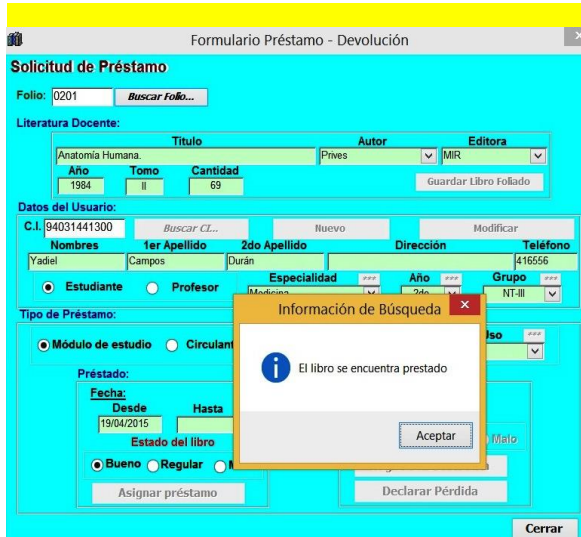 Formulario Préstamo - Devolución
Solicitud de Préstamo
Folio: 0201 Buscar Folio...
Literatura Docente:
Titulo Autor Editora
Anatomía Humana. Prives MIR
Año Tomo Cantidad
1984 II 69 Guardar Libro Foliado
Datos del Usuario:
C.I. 94031441300 Buscar CI... Nuevo Modificar
Nombres 1er Apellido 2do Apellido Dirección Teléfono
Yadiel Campos Durán 416556
Estudiante Profesor Especialidad *** Año *** Grupo ***
Medicina 2do NT-III
Tipo de Préstamo:
Información de Búsqueda
Módulo de estudio Circulant Uso ***
El libro se encuentra prestado
Préstado:
Fecha:
Desde Hasta
19/04/2015
Aceptar
Estado del libro Malo
Bueno Regular
Asignar préstamo Declarar Pérdida
Cerrar